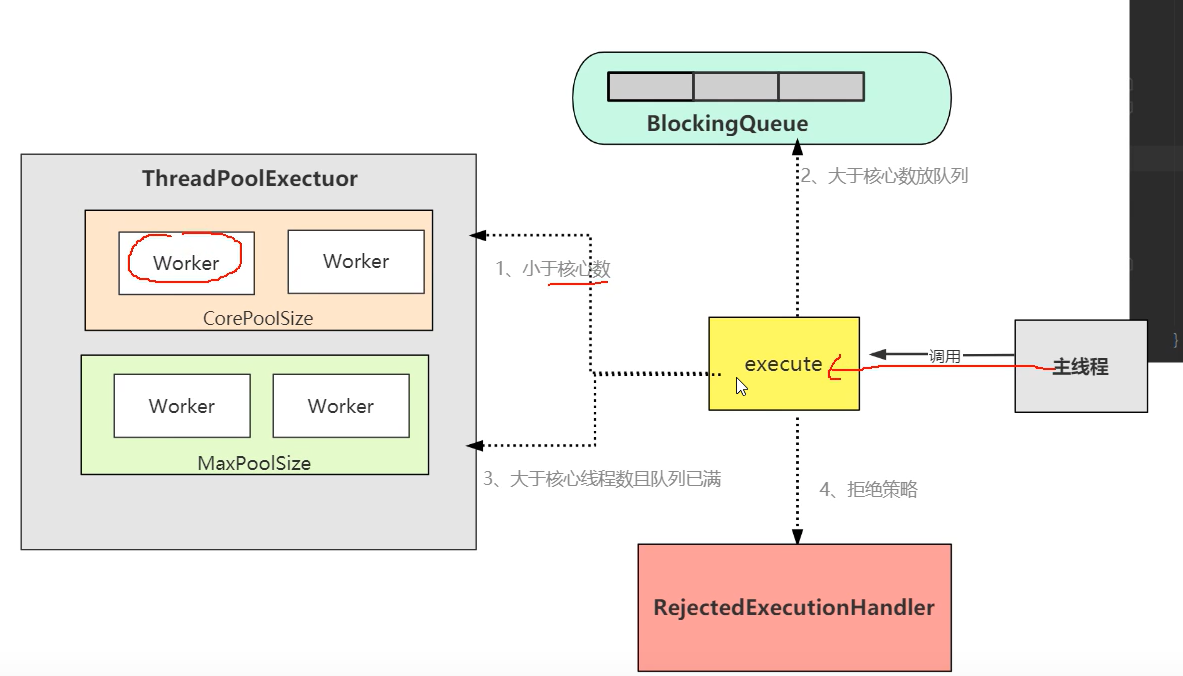 BlockingQueue
2、大于核心数放队列
ThreadPoolExectuor
Worker
Worker
CorePoolSize
1、小于核心数
execute
调用
主线程
Worker
Worker
MaxPoolSize
3、大于核心线程数且队列已满
4、拒绝策略
RejectedExecutionHandler
}